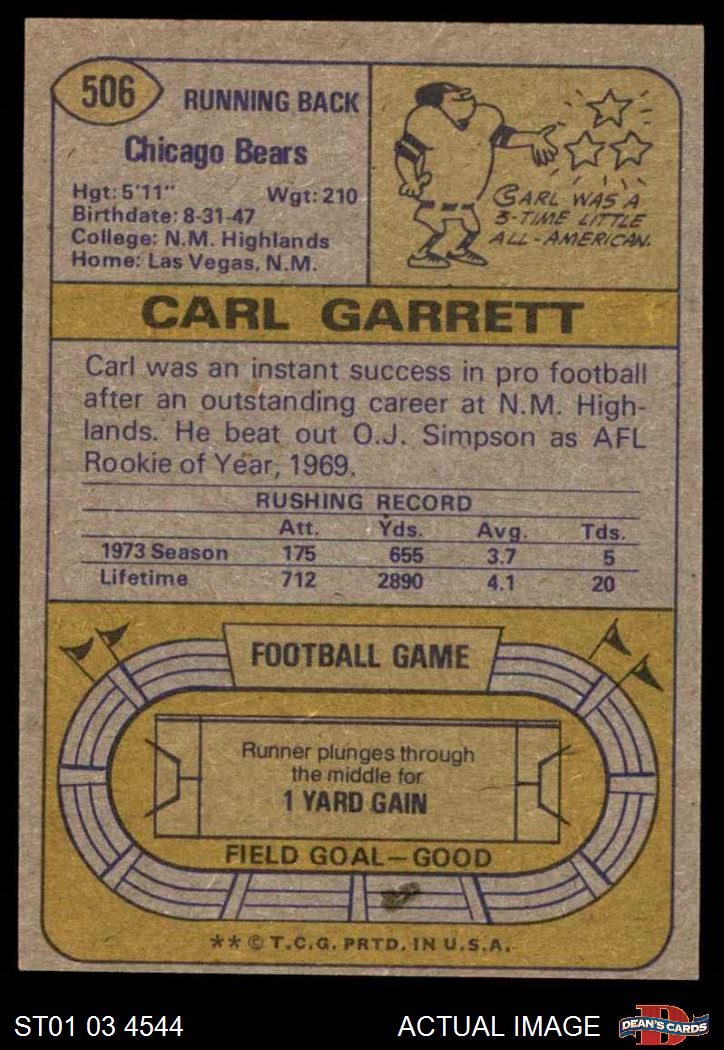 506
RUNNING BACK
Chicago Bears
Hgt: 5'11" Wgt: 210
Birthdate: 8-31-47
College: N.M. Highlands
Home: Las Vegas, N.M.
CARL WAS A
3-TIME LITTLE
ALL-AMERICAN.
CARL GARRETT
Carl was an instant success in pro football
after an outstanding career at N.M. High-
lands. He beat out O.J. Simpson as AFL
Rookie of Year, 1969.
RUSHING RECORD
Att. Yds. Avg. Tds.
1973 Season 175 655 3.7 5
Lifetime 712 2890 4.1 20
FOOTBALL GAME
Runner plunges through
the middle for
1 YARD GAIN
FIELD GOAL—GOOD
** © T.C.G. PRTD. IN U.S.A.
ST01 03 4544 ACTUAL IMAGE
D
DEAN'S CARDS